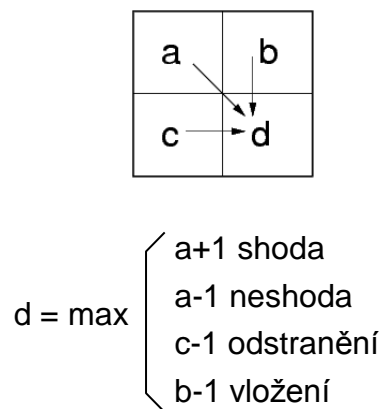 a b
c d
a+1 shoda
a-1 neshoda
d = max
c-1 odstranění
b-1 vložení